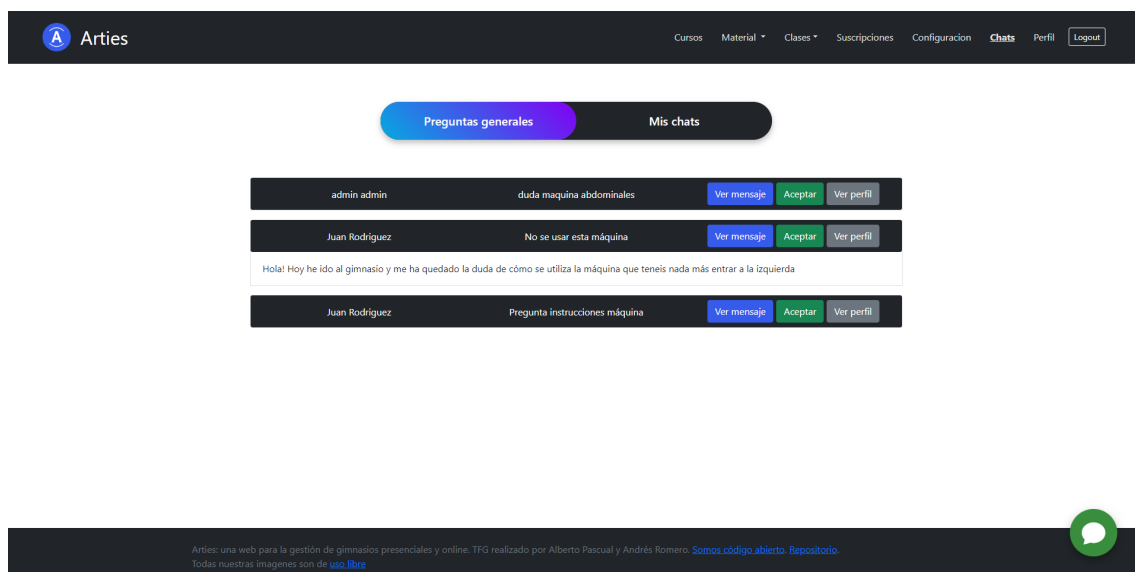 A Arties
Cursos Material Clases Suscripciones Configuracion Chats Perfil Logout
Preguntas generales Mis chats
admin admin duda maquina abdominales Ver mensaje Aceptar Ver perfil
Juan Rodriguez No se usar esta máquina Ver mensaje Aceptar Ver perfil
Hola! Hoy he ido al gimnasio y me ha quedado la duda de cómo se utiliza la máquina que teneis nada más entrar a la izquierda
Juan Rodriguez Pregunta instrucciones máquina Ver mensaje Aceptar Ver perfil
Arties: una web para la gestión de gimnasios presenciales y online. TFG realizado por Alberto Pascual y Andrés Romero. Somos código abierto. Repositorio.
Todas nuestras imagenes son de uso libre